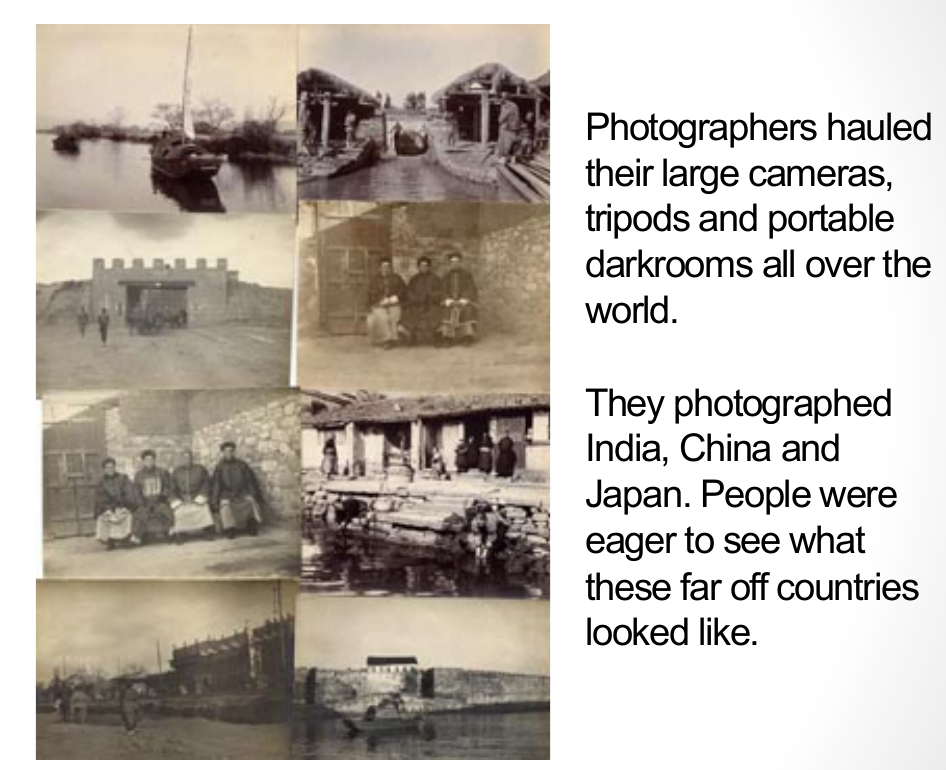 Photographers hauled
their large cameras,
tripods and portable
darkrooms all over the
world.
They photographed
India, China and
Japan. People were
eager to see what
these far off countries
looked like.